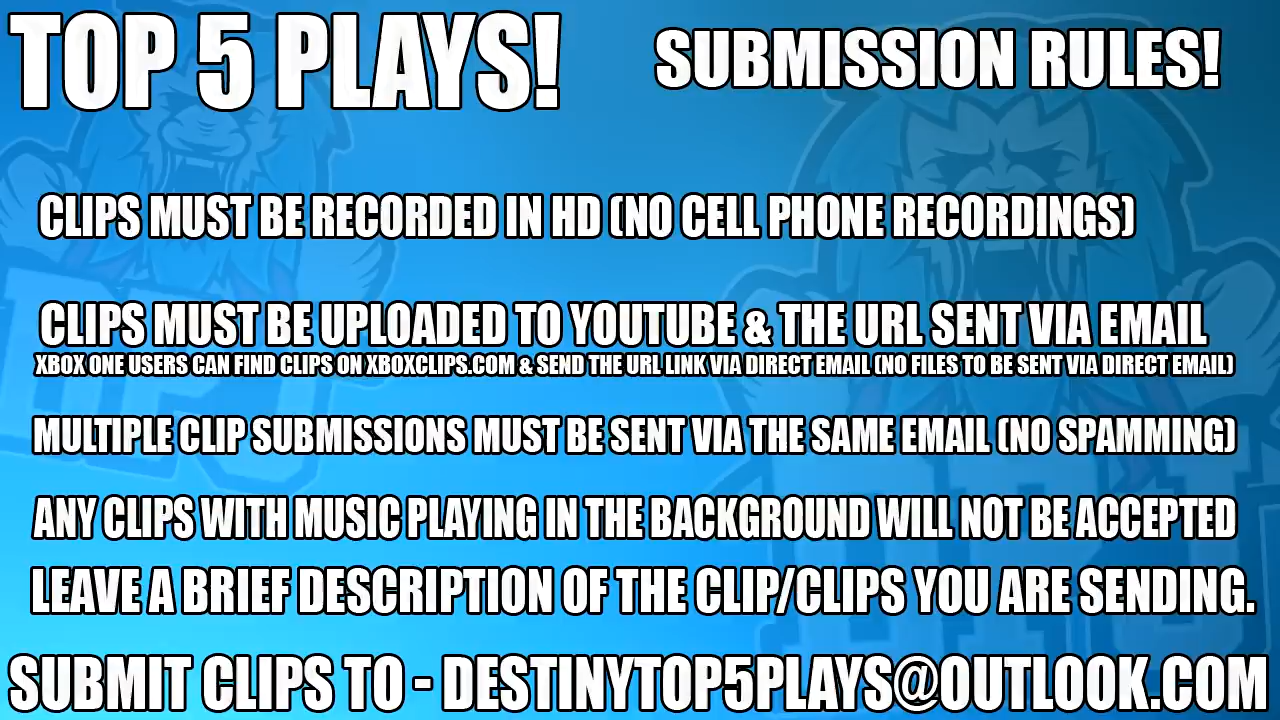 TOP 5 PLAYS!
SUBMISSION RULES!
CLIPS MUST BE RECORDED IN HD (NO CELL PHONE RECORDINGS)
CLIPS MUST BE UPLOADED TO YOUTUBE & THE URL SENT VIA EMAIL
XBOX ONE USERS CAN FIND CLIPS ON XBOXCLIPS.COM & SEND THE URL LINK VIA DIRECT EMAIL (NO FILES TO BE SENT VIA DIRECT EMAIL)
MULTIPLE CLIP SUBMISSIONS MUST BE SENT VIA THE SAME EMAIL (NO SPAMMING)
ANY CLIPS WITH MUSIC PLAYING IN THE BACKGROUND WILL NOT BE ACCEPTED
LEAVE A BRIEF DESCRIPTION OF THE CLIP/CLIPS YOU ARE SENDING.
SUBMIT CLIPS TO - DESTINYTOP5PLAYS@OUTLOOK.COM